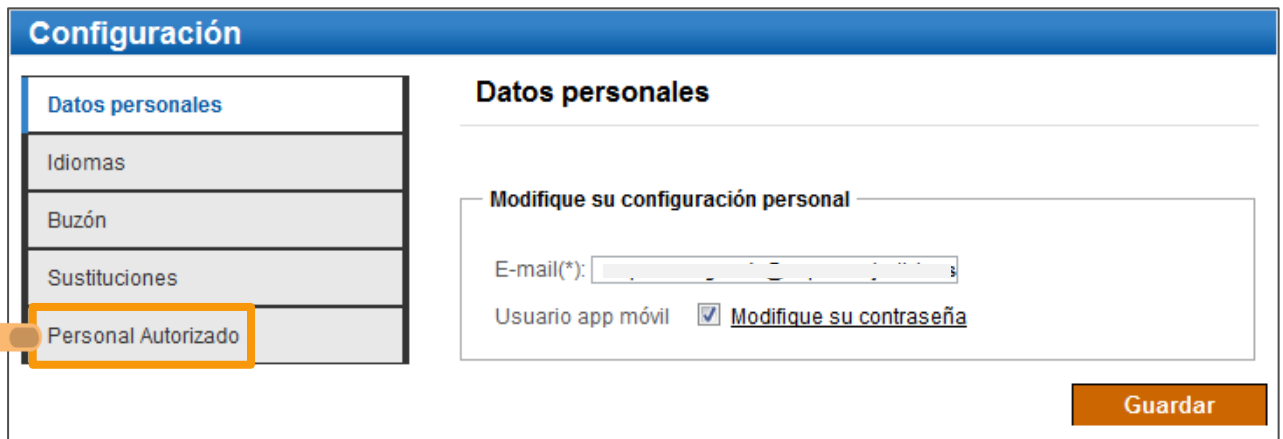 Configuración
Datos personales
Idiomas
Buzón
Sustituciones
Personal Autorizado
Datos personales
Modifique su configuración personal
E-mail(*):
Usuario app móvil Modifique su contraseña
Guardar